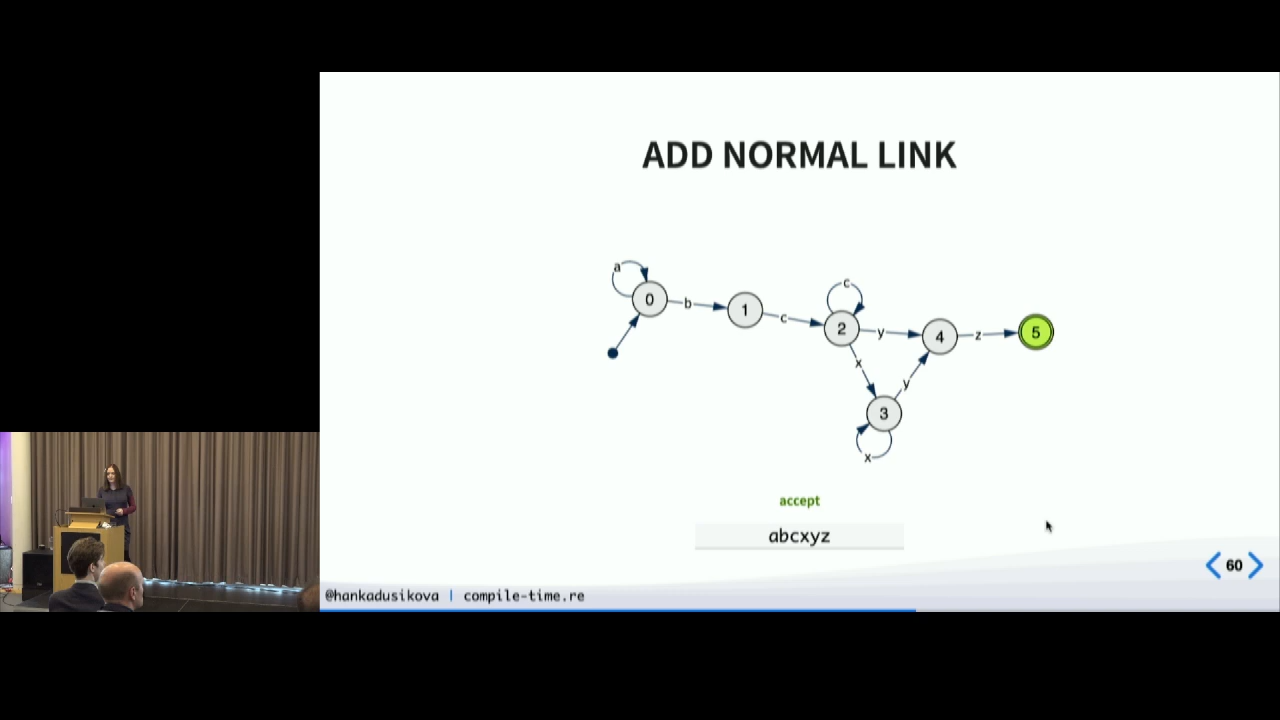 ADD NORMAL LINK
a
0
b
1
c
c
2
y
4
z
5
x
y
3
x
accept
abcxyz
60
@hankadusikova | compile-time.re